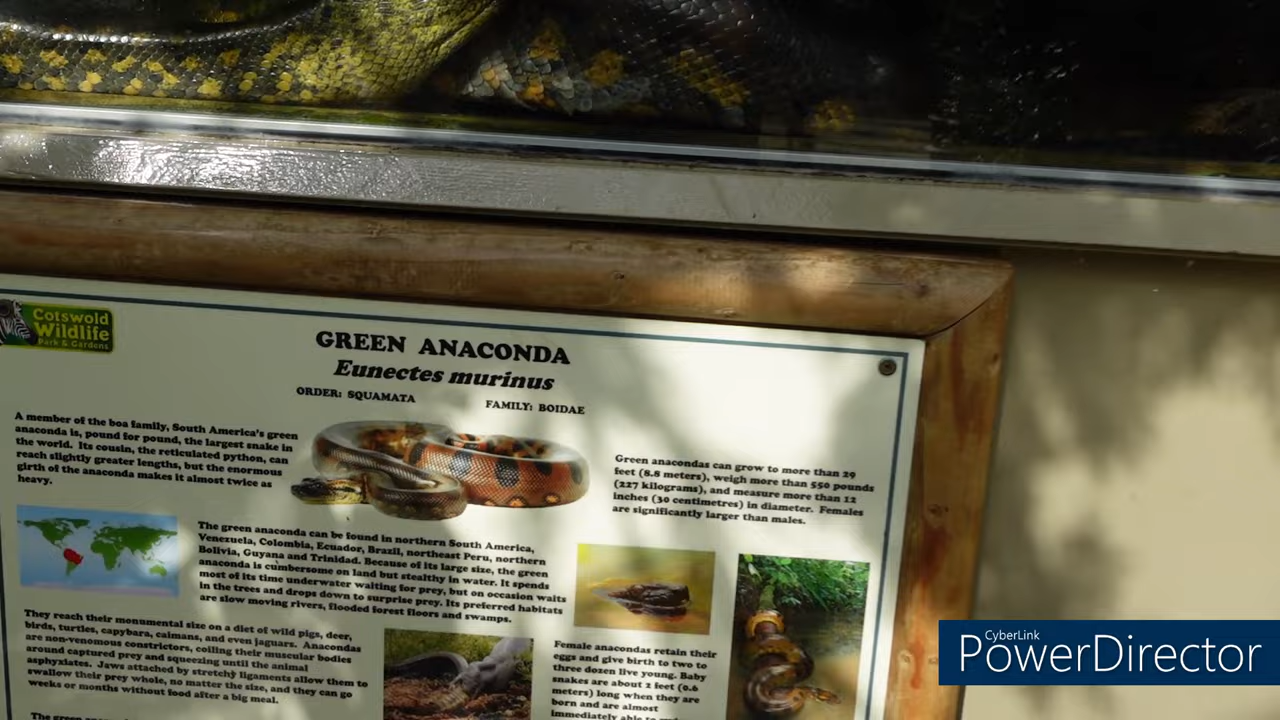 Cotswold
Wildlife
Park & Gardens
GREEN ANACONDA
Eunectes murinus
ORDER: SQUAMATA
FAMILY: BOIDAE
A member of the boa family, South America's green
anaconda is, pound for pound, the largest snake in
the world. Its cousin, the reticulated python, can
reach slightly greater lengths, but the enormous
girth of the anaconda makes it almost twice as
heavy.
Green anacondas can grow to more than 29
feet (8.8 meters), weigh more than 550 pounds
(227 kilograms), and measure more than 12
inches (30 centimetres) in diameter. Females
are significantly larger than males.
The green anaconda can be found in northern South America,
Venezuela, Colombia, Ecuador, Brazil, northeast Peru, northern
Bolivia, Guyana and Trinidad. Because of its large size, the green
anaconda is cumbersome on land but stealthy in water. It spends
most of its time underwater waiting for prey, but on occasion waits
in the trees and drops down to surprise prey. Its preferred habitats
are slow moving rivers, flooded forest floors and swamps.
They reach their monumental size on a diet of wild pigs, deer,
birds, turtles, capybara, caimans, and even jaguars. Anacondas
are non-venomous constrictors, coiling their muscular bodies
around captured prey and squeezing until the animal
asphyxiates. Jaws attached by stretchy ligaments allow them to
swallow their prey whole, no matter the size, and they can go
weeks or months without food after a big meal.
Female anacondas retain their
eggs and give birth to two to
three dozen live young. Baby
snakes are about 2 feet (0.6
meters) long when they are
born and are almost
immediately able to
The green
CyberLink
PowerDirector